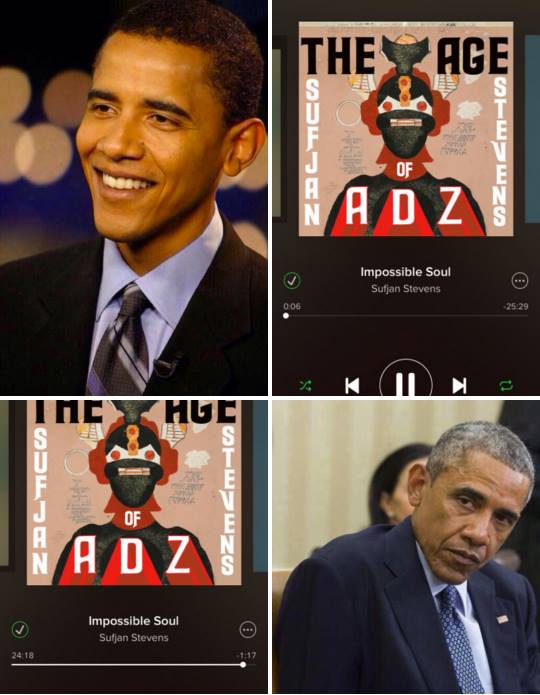 THE AGE
SUFJAN
STEVENS
OF
ADZ
Impossible Soul
Sufjan Stevens
0:06
-25:29
THE AGE
SUFJAN
STEVENS
OF
ADZ
Impossible Soul
Sufjan Stevens
24:18
-1:17